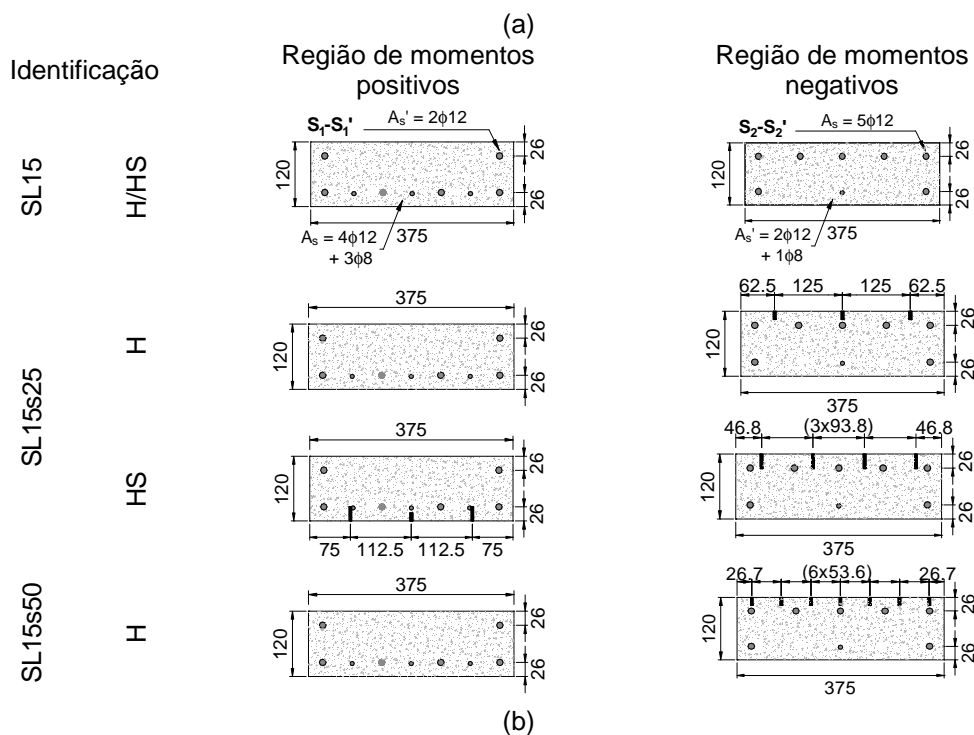 (a)
Identificação
Região de momentos
positivos
Região de momentos
negativos
SL15
H/HS
S₁-S₁'
Aₛ' = 2ϕ12
120
26
26
Aₛ = 4ϕ12
+ 3ϕ8
375
S₂-S₂'
Aₛ = 5ϕ12
120
26
26
Aₛ' = 2ϕ12
+ 1ϕ8
375
SL15s25
H
375
120
26
26
62.5 125 125 62.5
120
26
26
375
HS
375
120
26
26
75 112.5 112.5 75
46.8 (3x93.8) 46.8
120
26
26
375
SL15s50
H
375
120
26
26
26.7 (6x53.6) 26.7
120
26
26
375
(b)